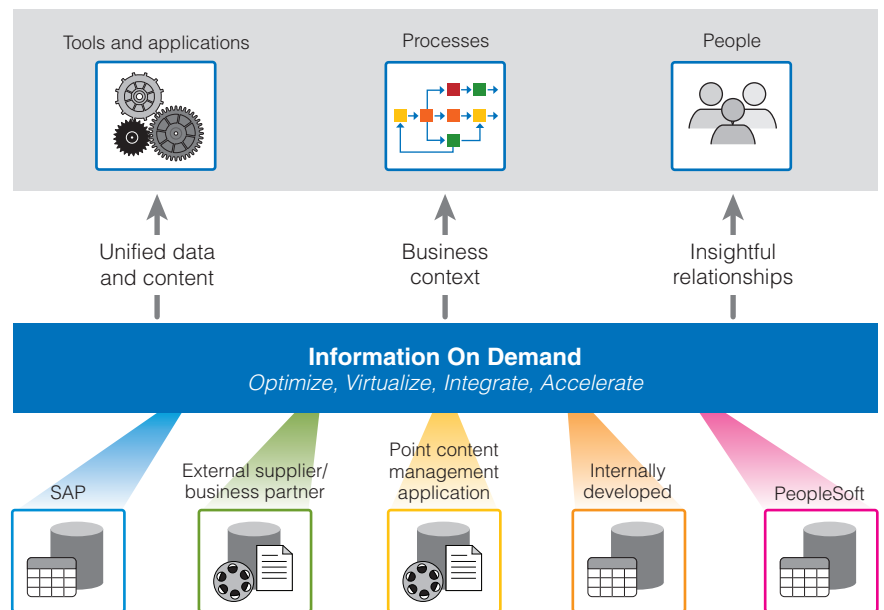 Tools and applications
Processes
People
Unified data
and content
Business
context
Insightful
relationships
Information On Demand
Optimize, Virtualize, Integrate, Accelerate
SAP
External supplier/
business partner
Point content
management
application
Internally
developed
PeopleSoft